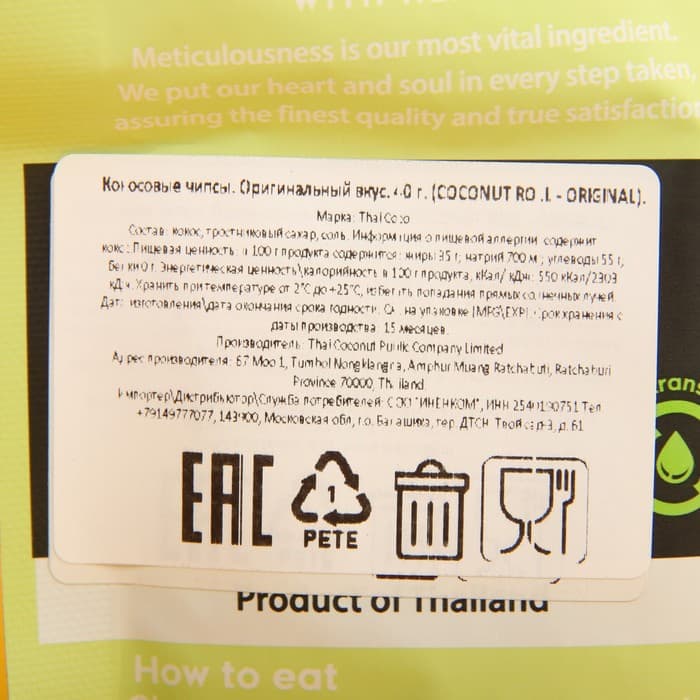 Meticulousness is our most vital ingredient.
We put our heart and soul in every step taken,
assuring the finest quality and true satisfactio
Кокосовые чипсы. Оригинальный вкус. 40 г. (COCONUT ROLL - ORIGINAL).
Марка: Thai Coco
Состав: кокос, тростниковый сахар, соль. Информация о пищевой аллергии: содержит
кокос. Пищевая ценность: в 100 г продукта содержится: жиры 35 г; натрий 700 м; углеводы 55 г;
Белки 0 г. Энергетическая ценность\калорийность в 100 г продукта, кКал/ кДж: 550 кКал/2303
кДж. Хранить при температуре от 2°С до +25°С, избегать попадания прямых солнечных лучей.
Дата изготовления\дата окончания срока годности: См. на упаковке (MFG\EXP). Срок хранения с
даты производства: 15 месяцев.
Производитель: Thai Coconut Public Company Limited
Адрес производителя: 67 Moo 1, Tumbol Nongklangra, Amphur Muang Ratchaburi, Ratchaburi
Province 70000, Thailand
Импортер\Дистрибьютор\Служба потребителей: ООО "ИНЕНКОМ", ИНН 2540190751 Тел
+79149777077, 143900, Московская обл, г.о. Балашиха, тер. ДТСН Твой сад-3, д. 61
trans
EAC
1
PETE
Product of Thailand
How to eat